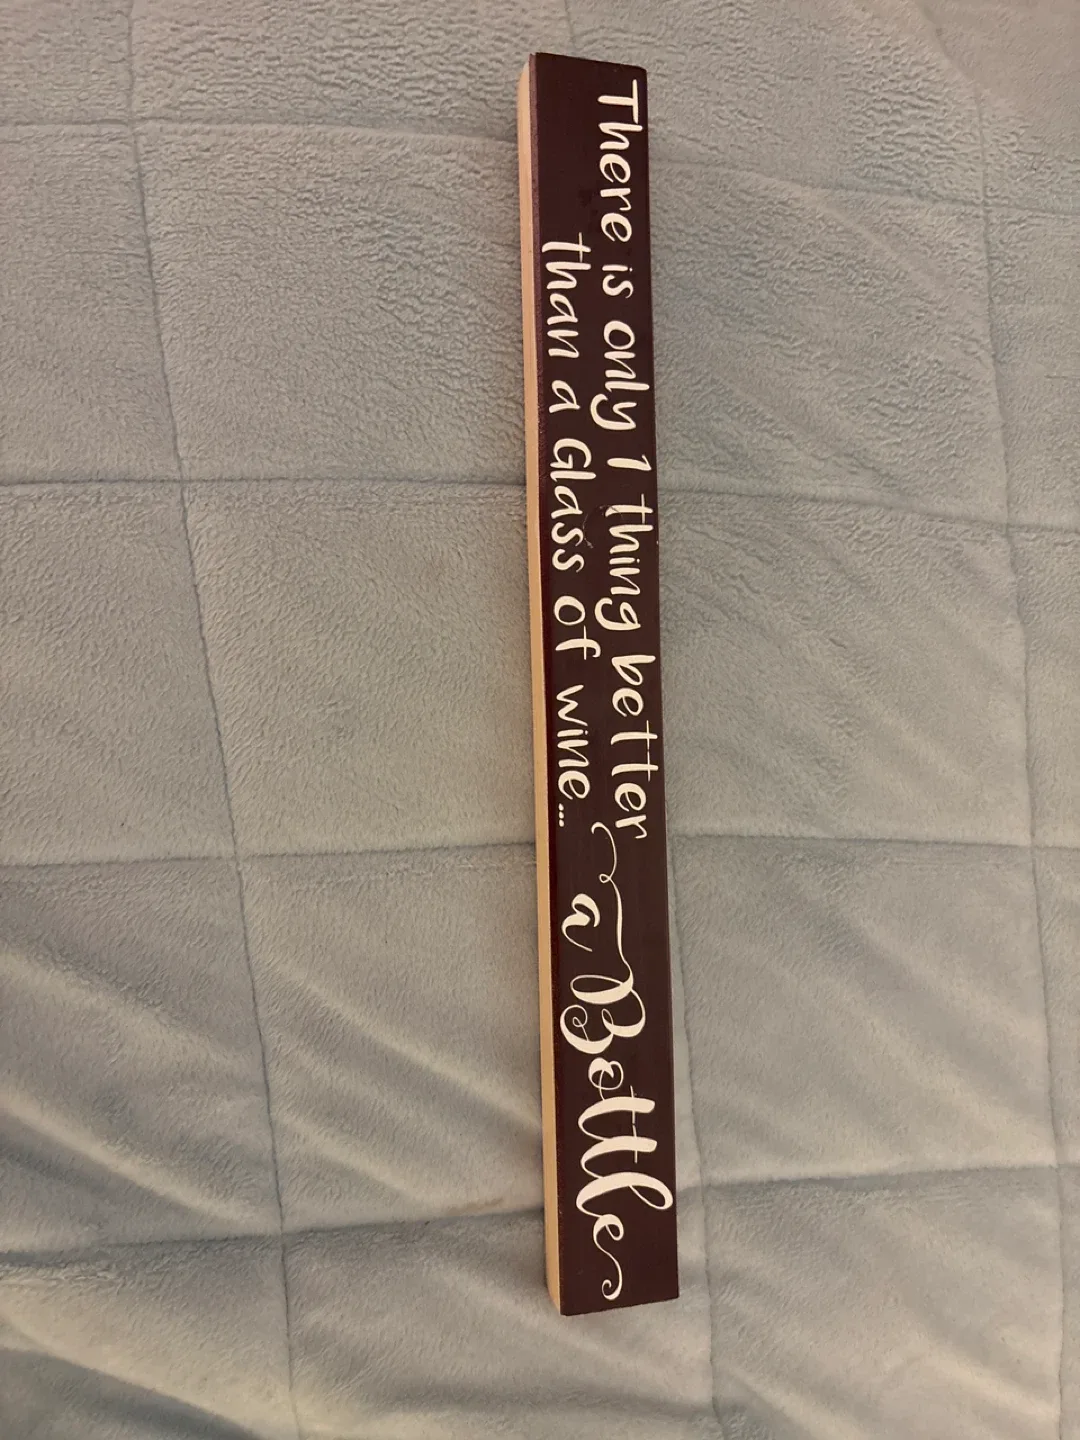 There is only 1 thing better
than a Glass of wine...
a Bottle